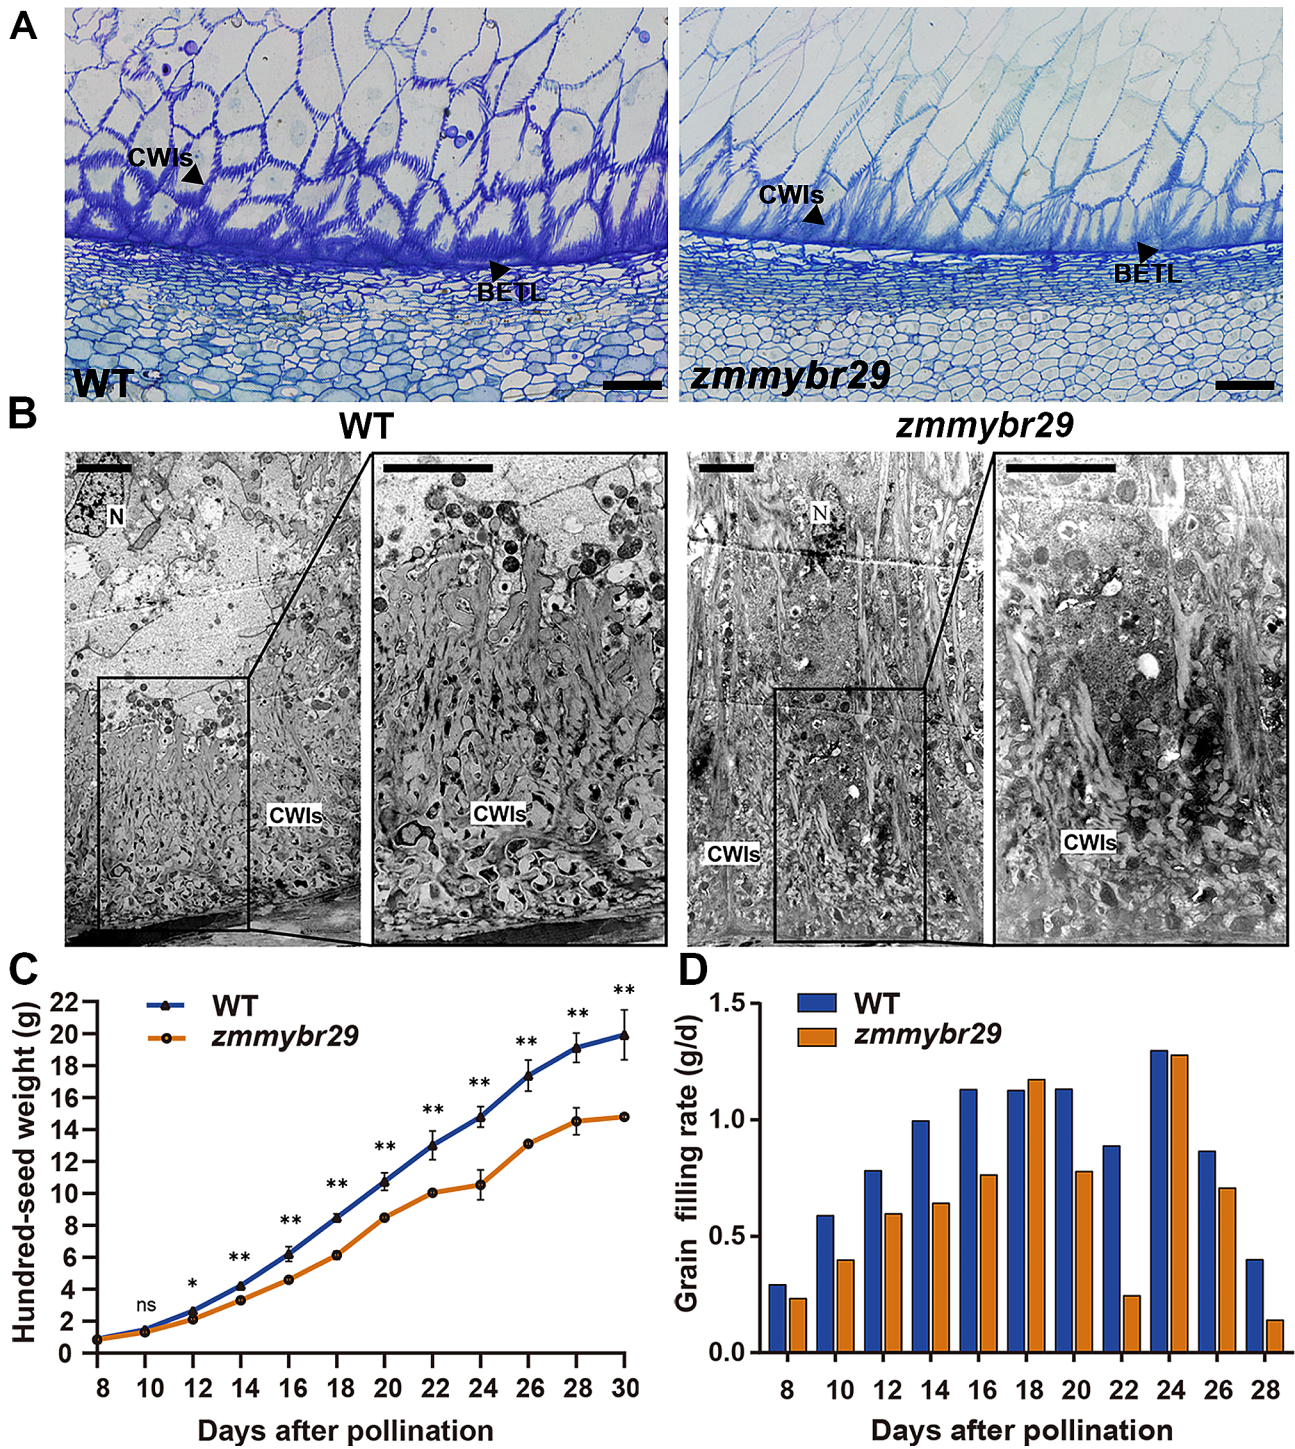 A
CWIs
BETL
WT
CWIs
BETL
zmmybr29
B
WT
zmmybr29
N
CWIs
CWIs
N
CWIs
CWIs
C
Hundred-seed weight (g)
22
20
18
16
14
12
10
8
6
4
2
0
WT
zmmybr29
ns
*
**
**
**
**
**
**
**
**
**
8 10 12 14 16 18 20 22 24 26 28 30
Days after pollination
D
Grain filling rate (g/d)
1.5
1.0
0.5
0.0
WT
zmmybr29
8 10 12 14 16 18 20 22 24 26 28
Days after pollination